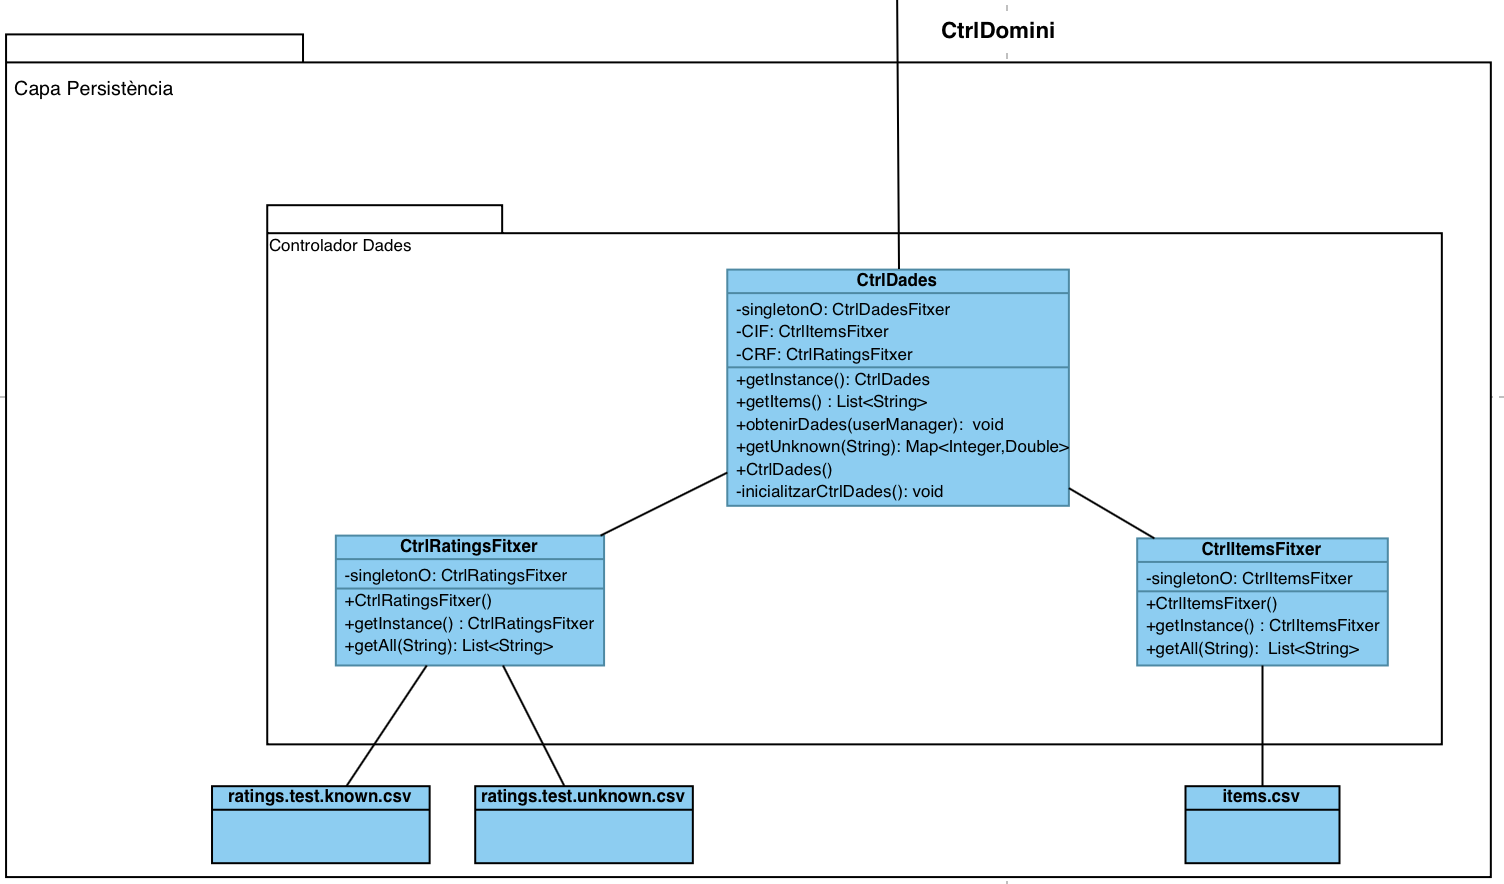 CtrlDomini
Capa Persistència
Controlador Dades
CtrlDades
-singletonO: CtrlDadesFitxer
-CIF: CtrlItemsFitxer
-CRF: CtrlRatingsFitxer
+getInstance(): CtrlDades
+getItems() : List<String>
+obtenirDades(userManager):  void
+getUnknown(String): Map<Integer,Double>
+CtrlDades()
-inicialitzarCtrlDades(): void
CtrlRatingsFitxer
-singletonO: CtrlRatingsFitxer
+CtrlRatingsFitxer()
+getInstance() : CtrlRatingsFitxer
+getAll(String): List<String>
CtrlItemsFitxer
-singletonO: CtrlItemsFitxer
+CtrlItemsFitxer()
+getInstance() : CtrlItemsFitxer
+getAll(String):  List<String>
ratings.test.known.csv
ratings.test.unknown.csv
items.csv